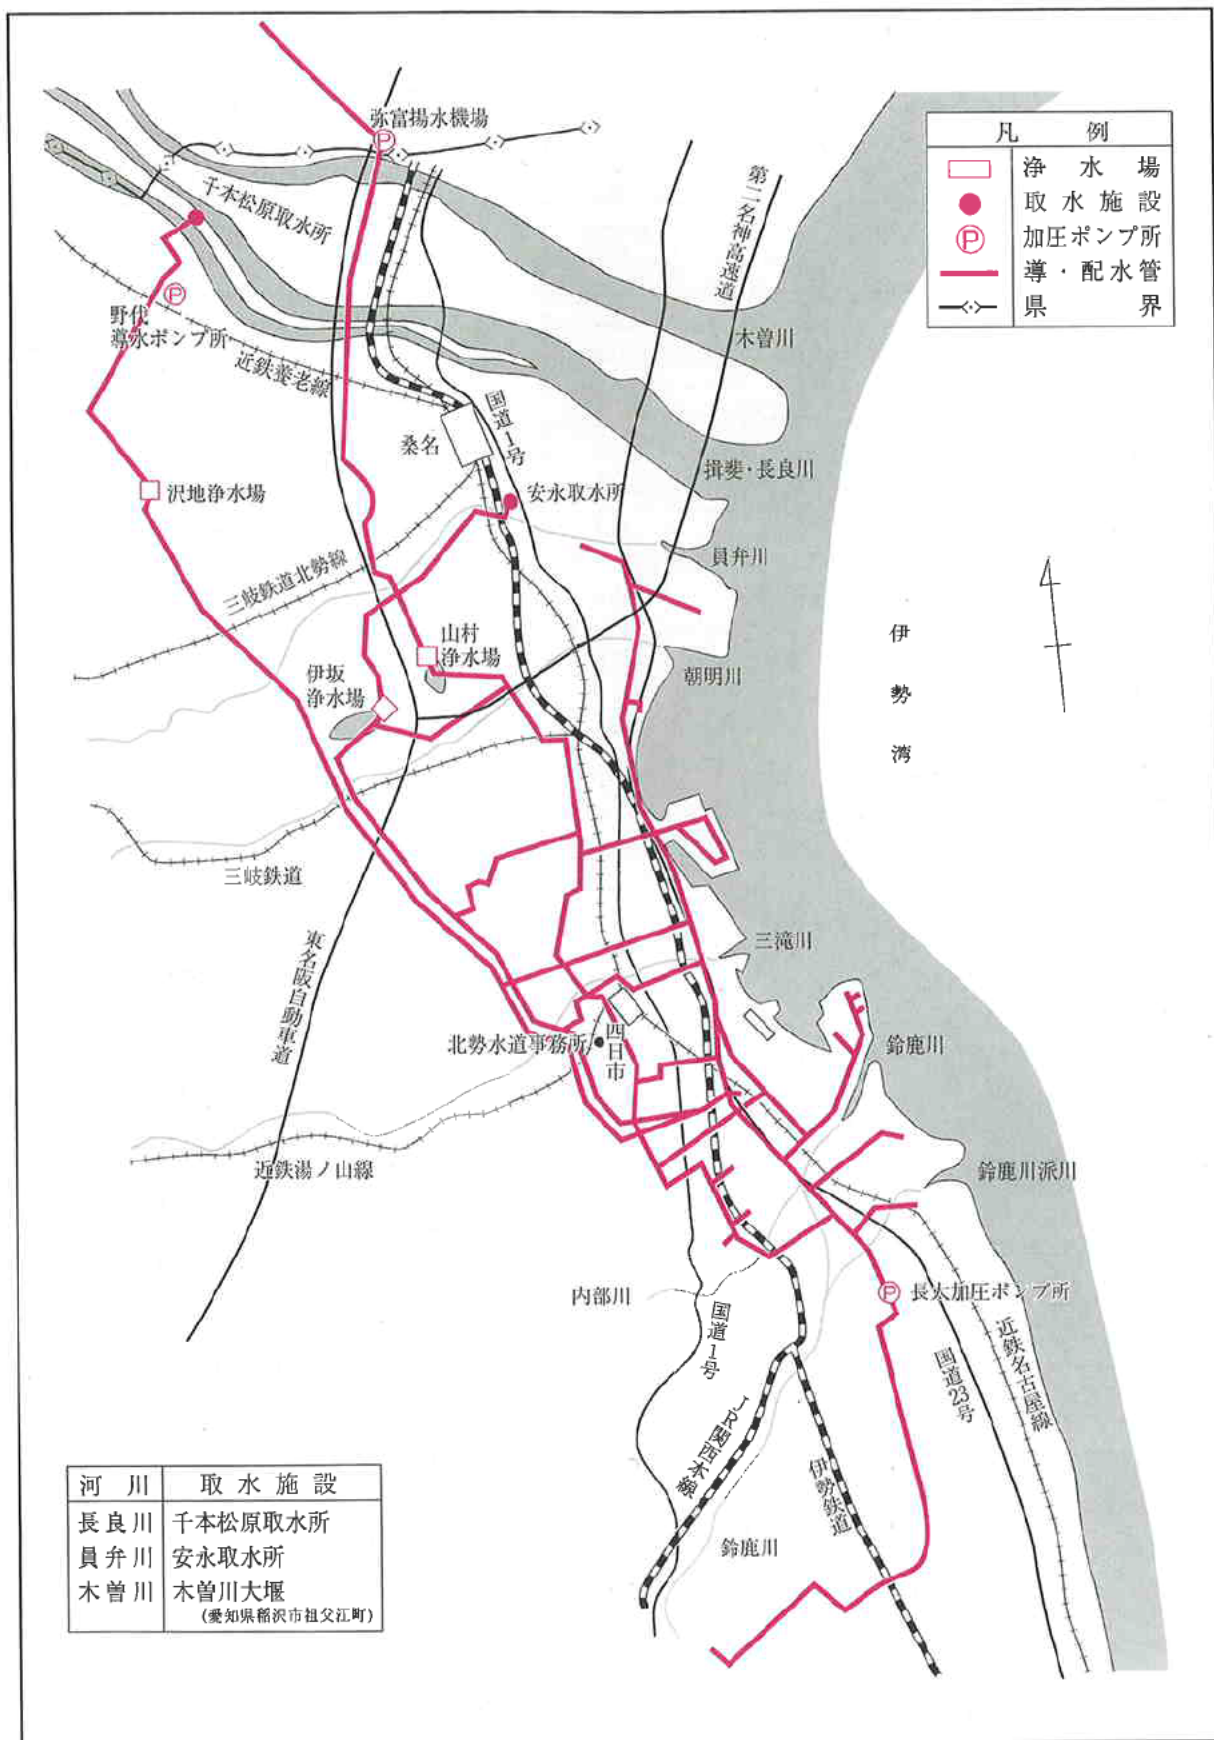 弥富揚水機場
凡 例
浄水場
取水施設
P 加圧ポンプ所
導・配水管
県界
P
千本松原取水所
第二名神高速道
P
野代
導水ポンプ所
近鉄養老線
木曽川
国道1号
桑名
揖斐・長良川
沢地浄水場
安永取水所
員弁川
三岐鉄道北勢線
伊勢湾
山村
浄水場
朝明川
伊坂
浄水場
三岐鉄道
三滝川
東名阪自動車道
北勢水道事務所
四日市
鈴鹿川
近鉄湯ノ山線
鈴鹿川派川
内部川
P 長太加圧ポンプ所
国道1号
国道23号
近鉄名古屋線
JR関西本線
伊勢鉄道
鈴鹿川
河川 取水施設
長良川 千本松原取水所
員弁川 安永取水所
木曽川 木曽川大堰
(愛知県稲沢市祖父江町)